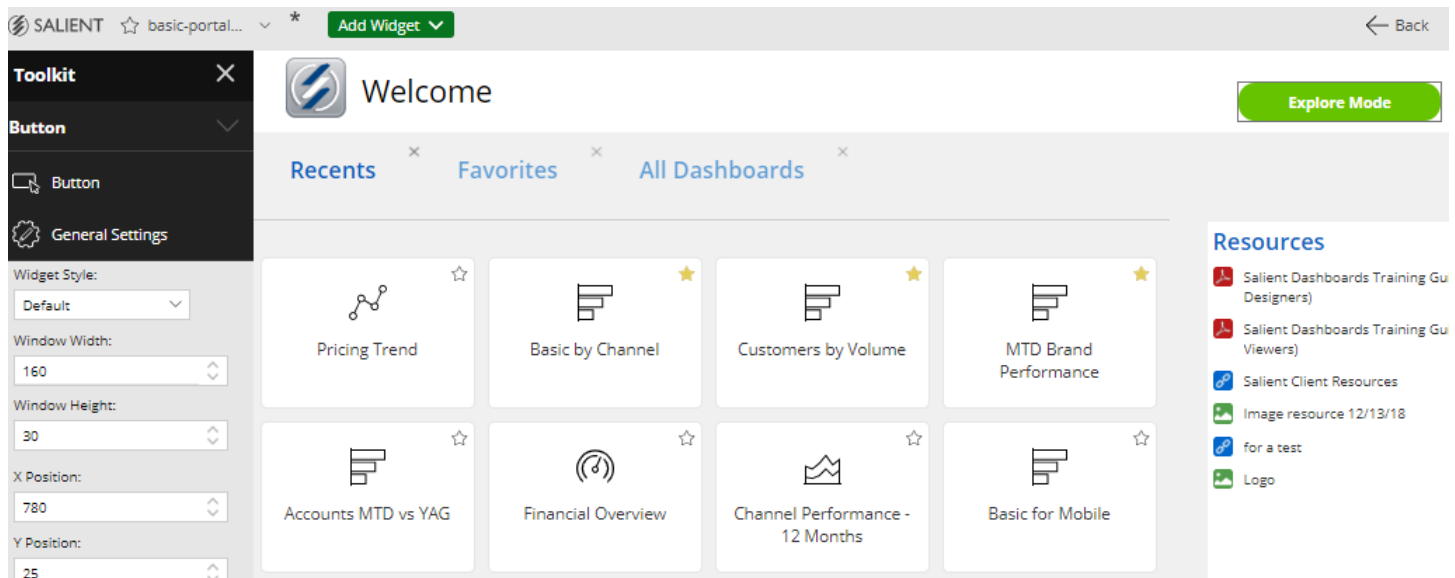 SALIENT basic-portal... * Add Widget Back
Toolkit
Button
Button
General Settings
Widget Style:
Default
Window Width:
160
Window Height:
30
X Position:
780
Y Position:
25
Welcome
Explore Mode
Recents Favorites All Dashboards
Pricing Trend
Basic by Channel
Customers by Volume
MTD Brand
Performance
Accounts MTD vs YAG
Financial Overview
Channel Performance -
12 Months
Basic for Mobile
Resources
Salient Dashboards Training Gu
Designers)
Salient Dashboards Training Gu
Viewers)
Salient Client Resources
Image resource 12/13/18
for a test
Logo